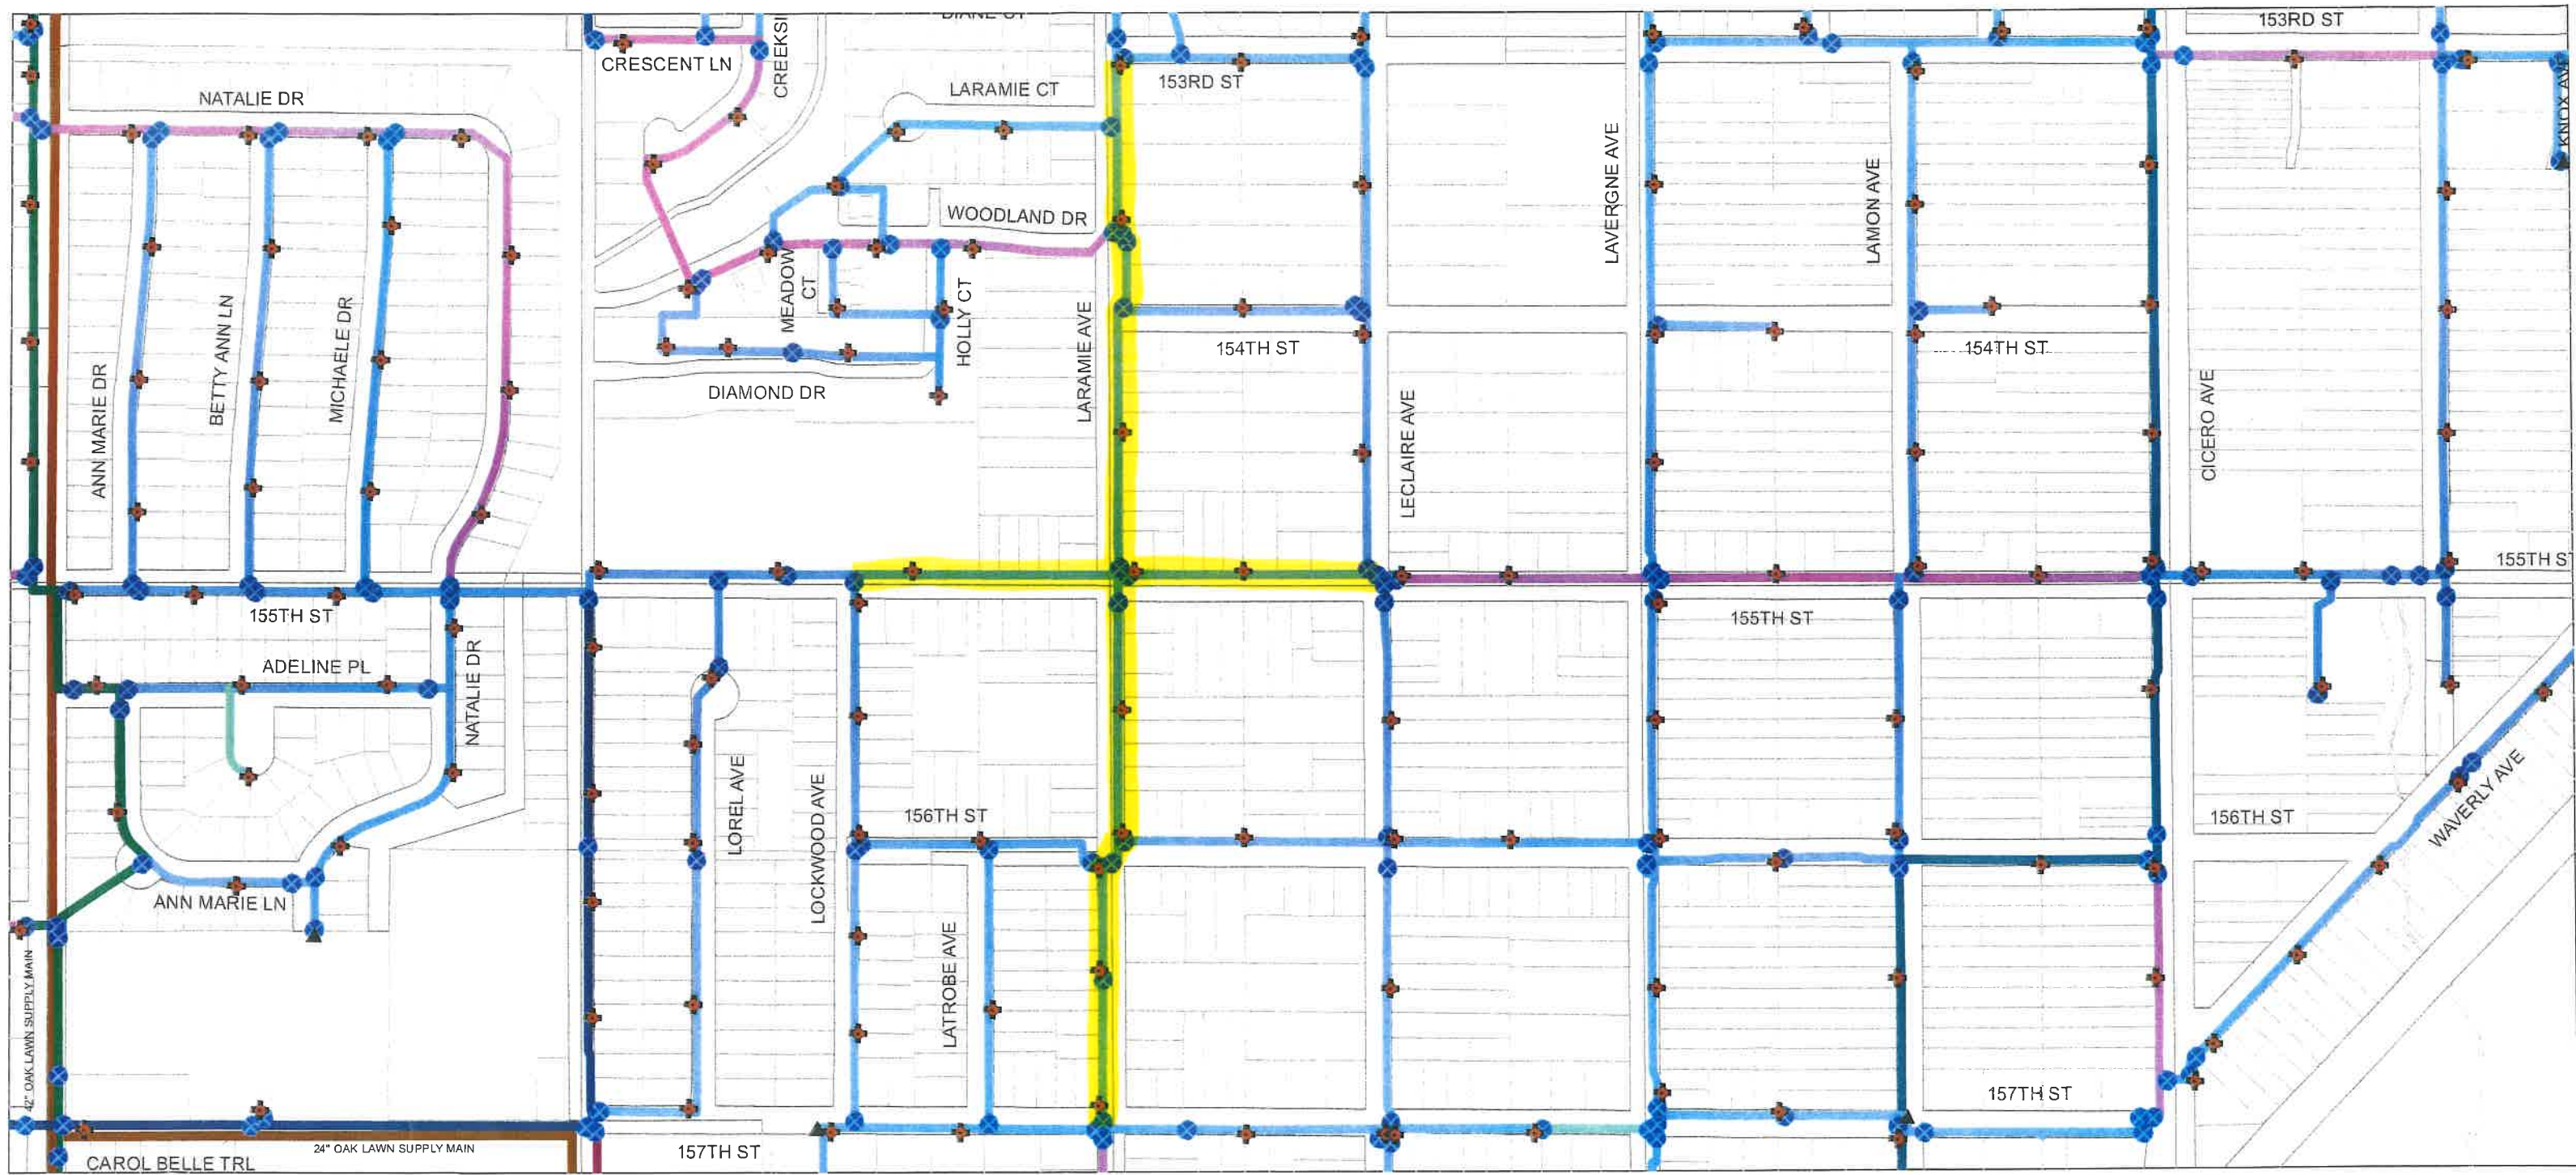 DIANE CT
153RD ST
CRESCENT LN
CREEKSI
NATALIE DR
LARAMIE CT
153RD ST
KNOX AVE
LAVERGNE AVE
LAMON AVE
WOODLAND DR
MEADOW
CT
HOLLY CT
LARAMIE AVE
ANN MARIE DR
BETTY ANN LN
MICHAELE DR
154TH ST
154TH ST
DIAMOND DR
LECLAIRE AVE
CICERO AVE
155TH ST
155TH ST
155TH ST
ADELINE PL
NATALIE DR
LOREL AVE
LOCKWOOD AVE
156TH ST
156TH ST
WAVERLY AVE
ANN MARIE LN
LATROBE AVE
42" OAK LAWN SUPPLY MAIN
157TH ST
24" OAK LAWN SUPPLY MAIN
157TH ST
CAROL BELLE TRL